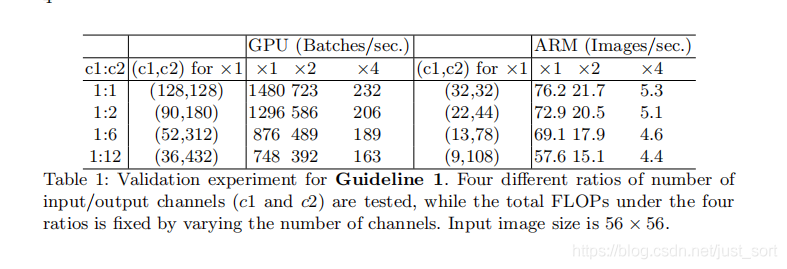 GPU (Batches/sec.) ARM (Images/sec.)
c1:c2 (c1,c2) for ×1 ×1 ×2 ×4 (c1,c2) for ×1 ×1 ×2 ×4
1:1 (128,128) 1480 723 232 (32,32) 76.2 21.7 5.3
1:2 (90,180) 1296 586 206 (22,44) 72.9 20.5 5.1
1:6 (52,312) 876 489 189 (13,78) 69.1 17.9 4.6
1:12 (36,432) 748 392 163 (9,108) 57.6 15.1 4.4
Table 1: Validation experiment for Guideline 1. Four different ratios of number of
input/output channels (c1 and c2) are tested, while the total FLOPs under the four
ratios is fixed by varying the number of channels. Input image size is 56 × 56.
https://blog.csdn.net/just_sort